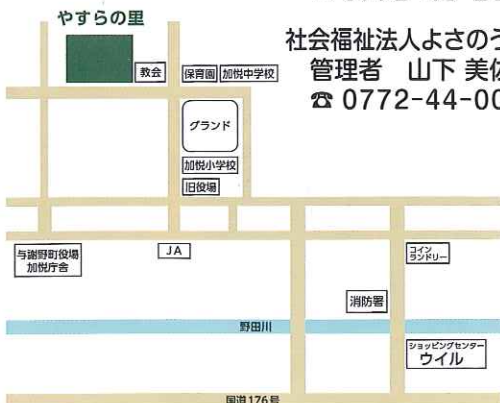 やすらの里
社会福祉法人よさのう
管理者 山下 美佐
☎ 0772-44-00
教会
保育園
加悦中学校
グランド
加悦小学校
旧役場
与謝野町役場
加悦庁舎
JA
コイン
ランドリー
消防署
野田川
ショッピングセンター
ウイル
国道176号